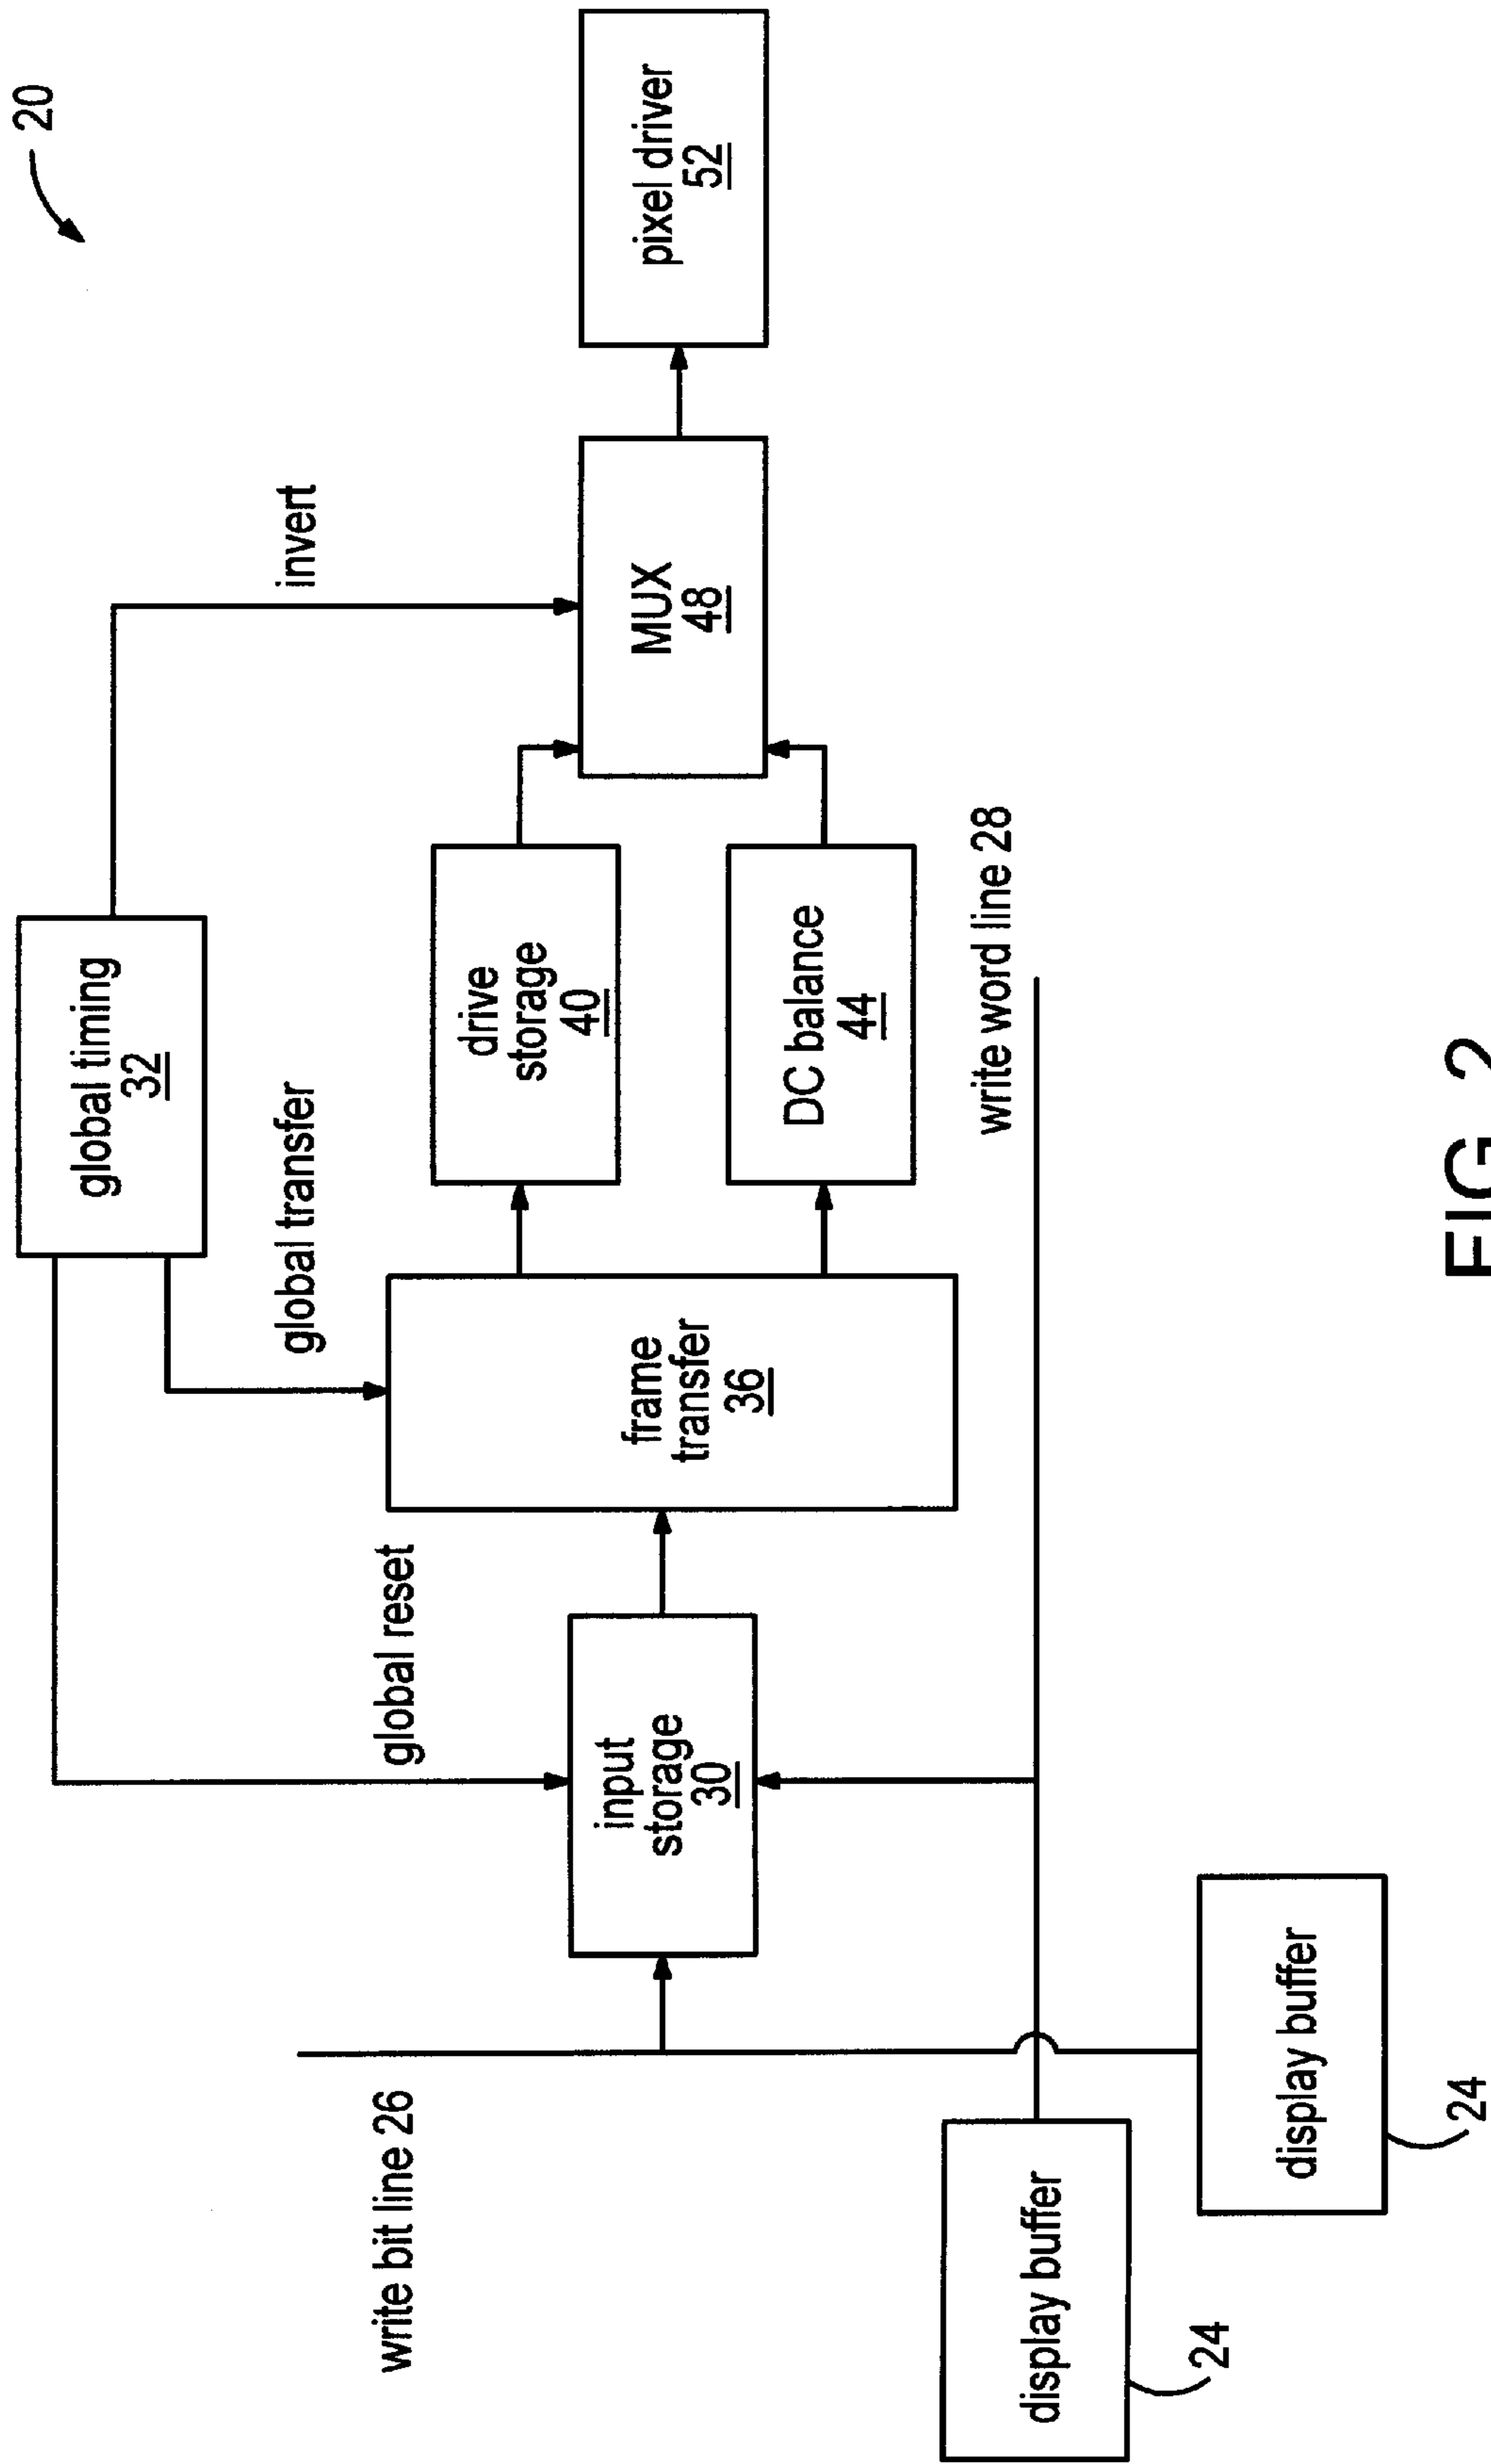 20
global timing
32
invert
global transfer
global reset
write bit line 26
input
storage
30
frame
transfer
36
drive
storage
40
DC balance
44
MUX
48
pixel driver
52
write word line 28
display buffer
24
display buffer
24
FIG. 2